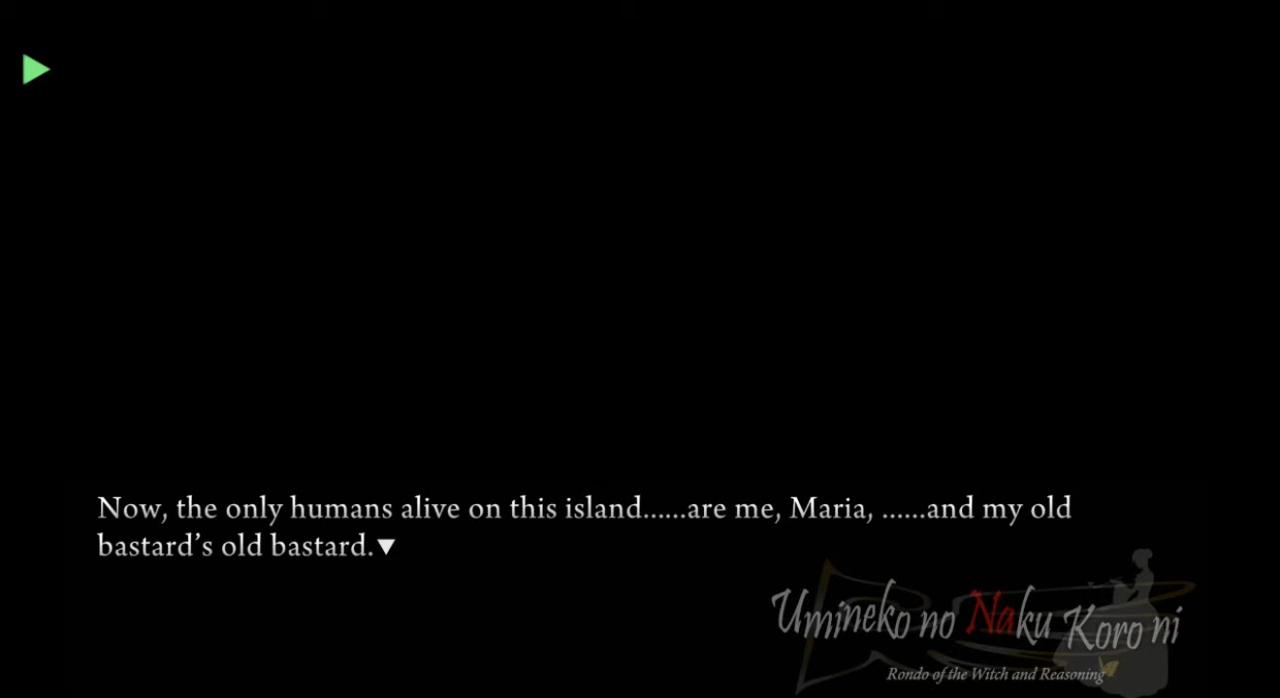 Now, the only humans alive on this island......are me, Maria, ......and my old
bastard's old bastard.
Umineko no Naku Koro ni
Rondo of the Witch and Reasoning